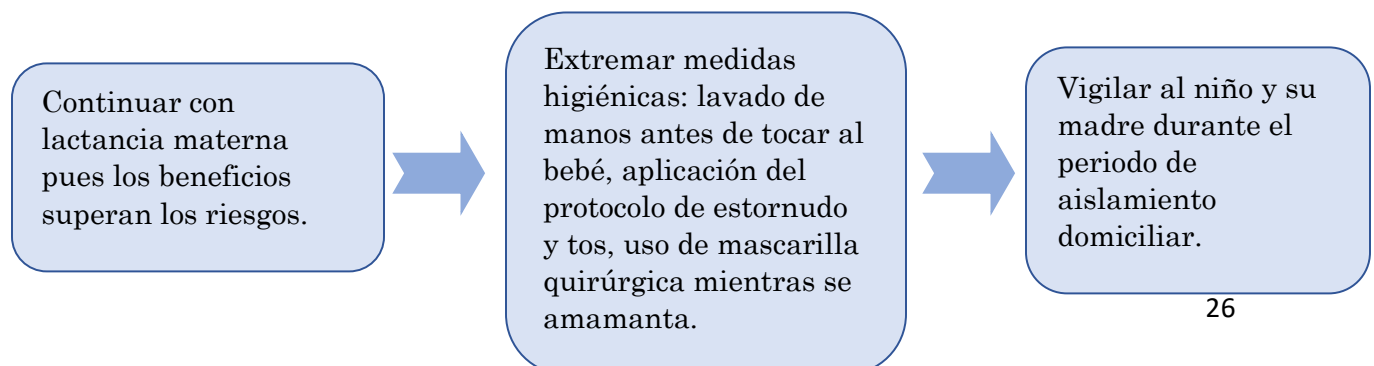 Continuar con
lactancia materna
pues los beneficios
superan los riesgos.
Extremar medidas
higiénicas: lavado de
manos antes de tocar al
bebé, aplicación del
protocolo de estornudo
y tos, uso de mascarilla
quirúrgica mientras se
amamanta.
Vigilar al niño y su
madre durante el
periodo de
aislamiento
domiciliar.
26